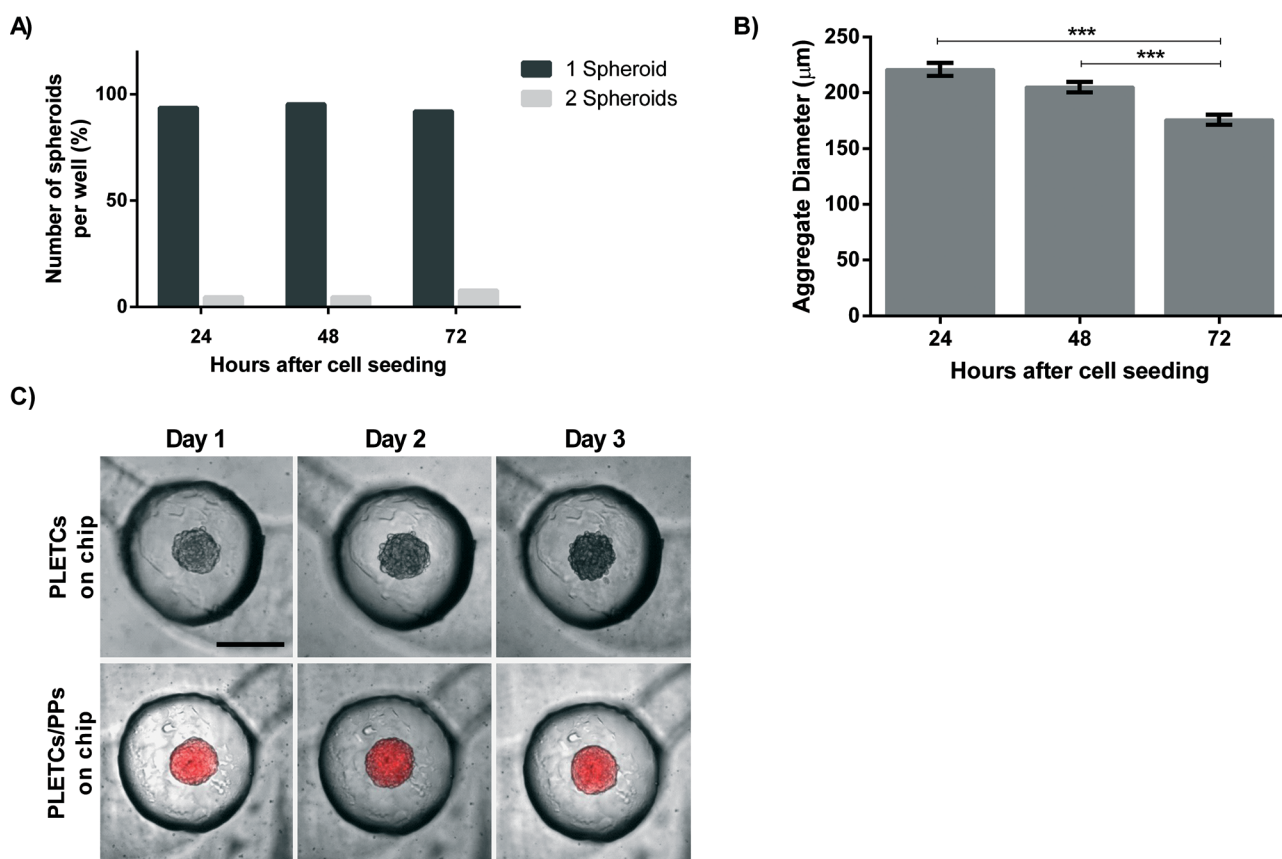 A)
Number of spheroids
per well (%)
100
50
0
24
48
72
Hours after cell seeding
1 Spheroid
2 Spheroids
B)
Aggregate Diameter (μm)
250
200
150
100
50
0
***
***
24
48
72
Hours after cell seeding
C)
Day 1
Day 2
Day 3
PLETCs
on chip
PLETCs/PPs
on chip